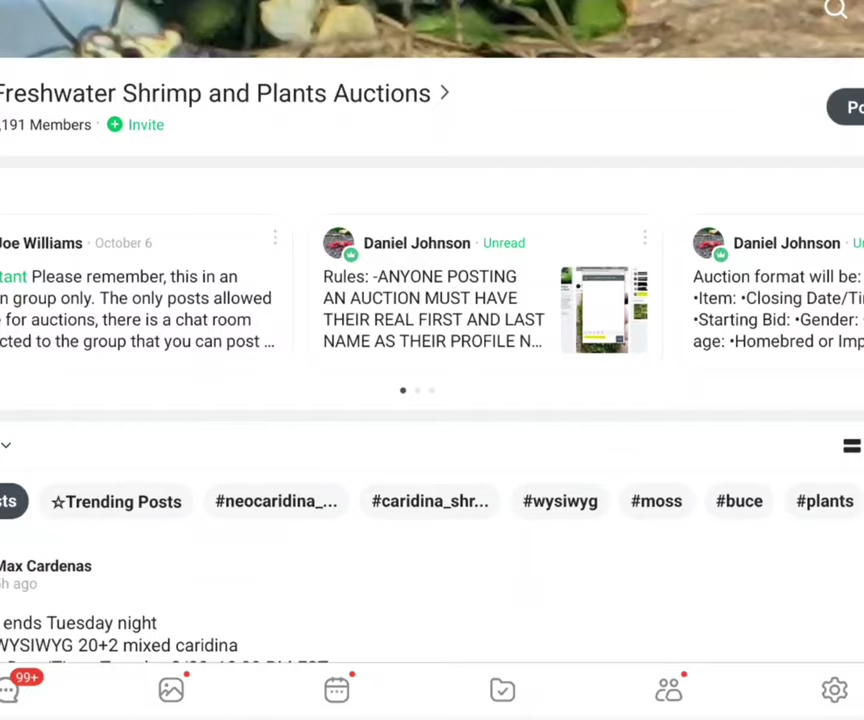 Freshwater Shrimp and Plants Auctions
,191 Members · Invite
Joe Williams · October 6
tant Please remember, this in an
n group only. The only posts allowed
for auctions, there is a chat room
cted to the group that you can post ...
Daniel Johnson · Unread
Rules: -ANYONE POSTING
AN AUCTION MUST HAVE
THEIR REAL FIRST AND LAST
NAME AS THEIR PROFILE N...
Daniel Johnson
Auction format will be:
•Item: •Closing Date/Ti
•Starting Bid: •Gender:
age: •Homebred or Imp
☆Trending Posts
#neocaridina_...
#caridina_shr...
#wysiwyg
#moss
#buce
#plants
Max Cardenas
h ago
ends Tuesday night
WYSIWYG 20+2 mixed caridina
99+